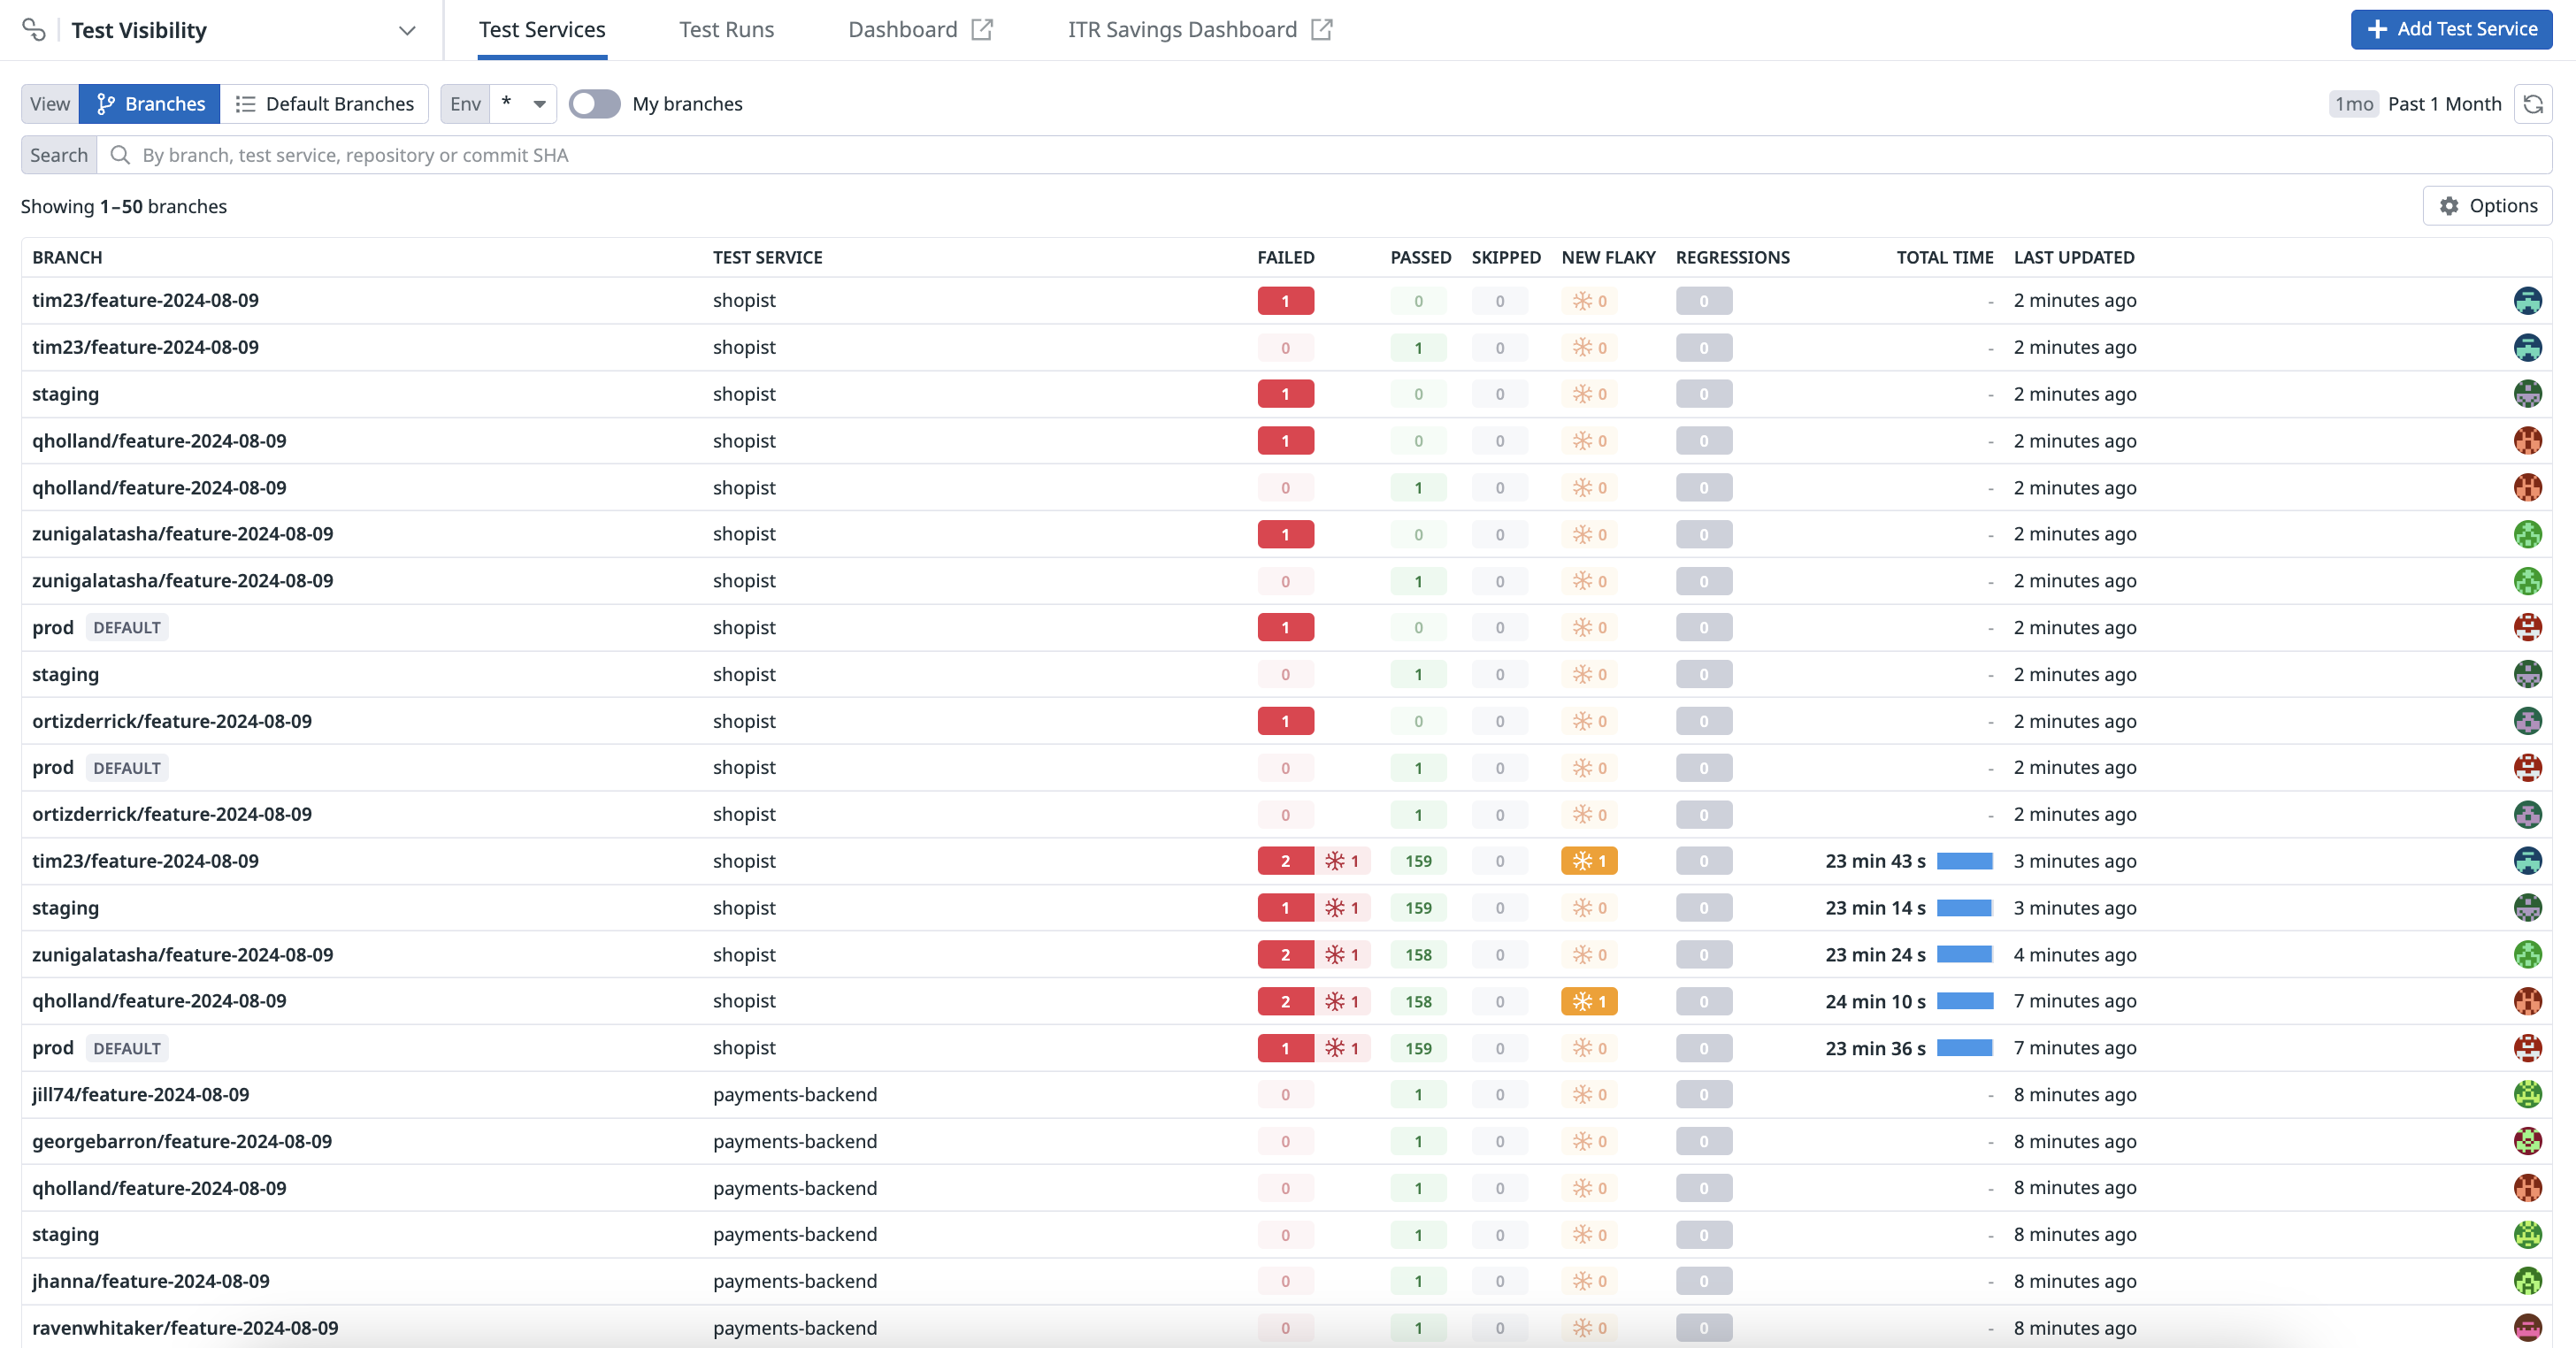 Test Visibility Test Services Test Runs Dashboard ITR Savings Dashboard + Add Test Service
View Branches Default Branches Env * My branches 1mo Past 1 Month
Search By branch, test service, repository or commit SHA
Showing 1–50 branches Options
BRANCH TEST SERVICE FAILED PASSED SKIPPED NEW FLAKY REGRESSIONS TOTAL TIME LAST UPDATED
tim23/feature-2024-08-09 shopist 1 0 0 0 0 - 2 minutes ago
tim23/feature-2024-08-09 shopist 0 1 0 0 0 - 2 minutes ago
staging shopist 1 0 0 0 0 - 2 minutes ago
qholland/feature-2024-08-09 shopist 1 0 0 0 0 - 2 minutes ago
qholland/feature-2024-08-09 shopist 0 1 0 0 0 - 2 minutes ago
zunigalatasha/feature-2024-08-09 shopist 1 0 0 0 0 - 2 minutes ago
zunigalatasha/feature-2024-08-09 shopist 0 1 0 0 0 - 2 minutes ago
prod DEFAULT shopist 1 0 0 0 0 - 2 minutes ago
staging shopist 0 1 0 0 0 - 2 minutes ago
ortizderrick/feature-2024-08-09 shopist 1 0 0 0 0 - 2 minutes ago
prod DEFAULT shopist 0 1 0 0 0 - 2 minutes ago
ortizderrick/feature-2024-08-09 shopist 0 1 0 0 0 - 2 minutes ago
tim23/feature-2024-08-09 shopist 2 1 159 0 1 0 23 min 43 s 3 minutes ago
staging shopist 1 1 159 0 0 0 23 min 14 s 3 minutes ago
zunigalatasha/feature-2024-08-09 shopist 2 1 158 0 0 0 23 min 24 s 4 minutes ago
qholland/feature-2024-08-09 shopist 2 1 158 0 1 0 24 min 10 s 7 minutes ago
prod DEFAULT shopist 1 1 159 0 0 0 23 min 36 s 7 minutes ago
jill74/feature-2024-08-09 payments-backend 0 1 0 0 0 - 8 minutes ago
georgebarron/feature-2024-08-09 payments-backend 0 1 0 0 0 - 8 minutes ago
qholland/feature-2024-08-09 payments-backend 0 1 0 0 0 - 8 minutes ago
staging payments-backend 0 1 0 0 0 - 8 minutes ago
jhanna/feature-2024-08-09 payments-backend 0 1 0 0 0 - 8 minutes ago
ravenwhitaker/feature-2024-08-09 payments-backend 0 1 0 0 0 - 8 minutes ago